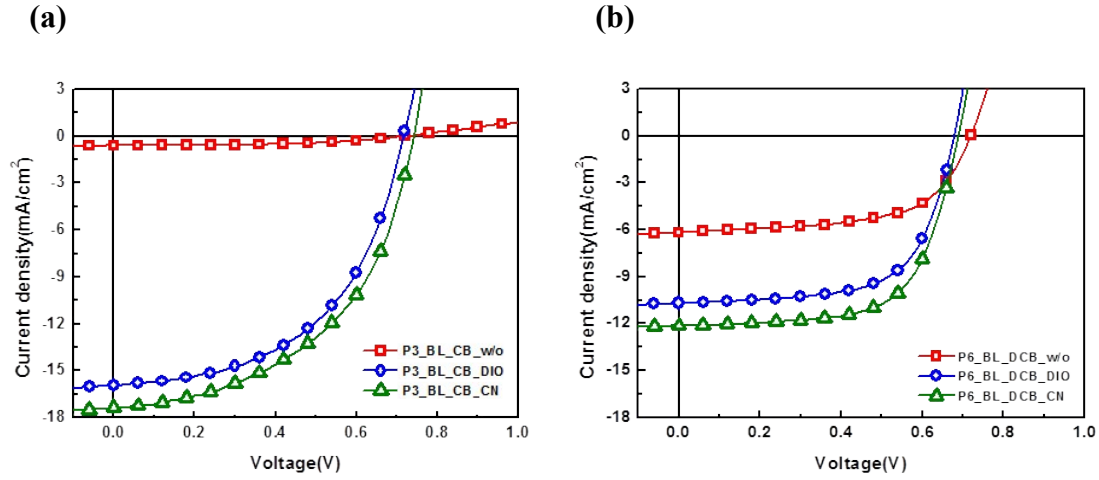 (a)
(b)
3
0
-3
-6
-9
-12
-15
-18
Current density(mA/cm²)
P3_BL_CB_w/o
P3_BL_CB_DIO
P3_BL_CB_CN
0.0 0.2 0.4 0.6 0.8 1.0
Voltage(V)
3
0
-3
-6
-9
-12
-15
-18
Current density(mA/cm²)
P6_BL_DCB_w/o
P6_BL_DCB_DIO
P6_BL_DCB_CN
0.0 0.2 0.4 0.6 0.8 1.0
Voltage(V)